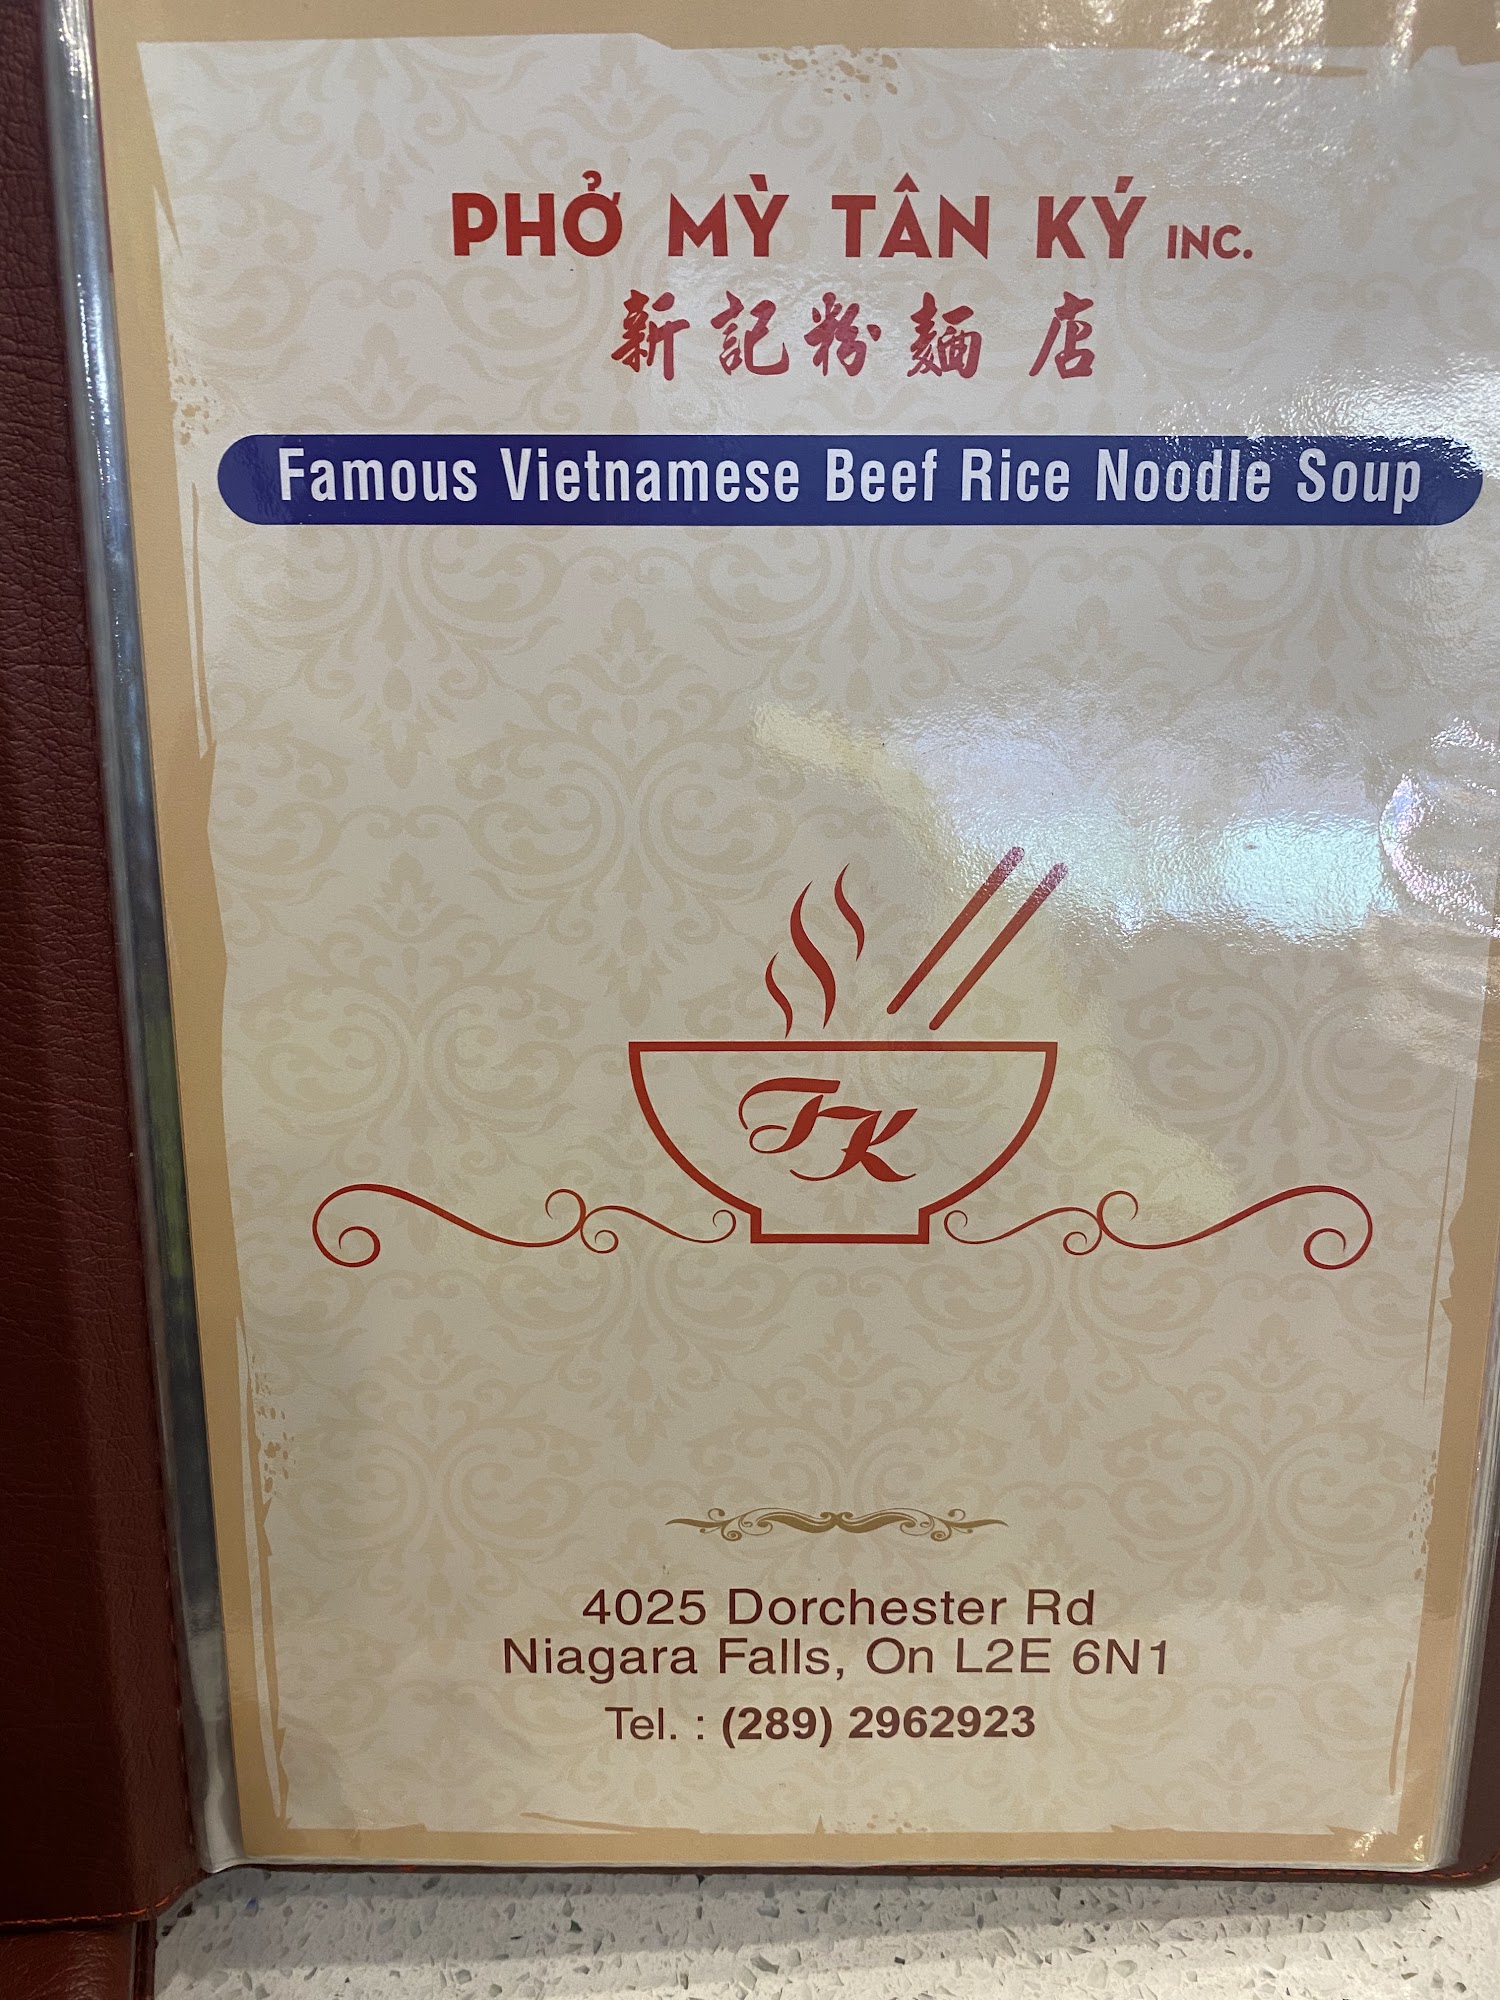 PHỞ MỲ TÂN KÝ INC.
新記粉麵 店
Famous Vietnamese Beef Rice Noodle Soup
TK
4025 Dorchester Rd
Niagara Falls, On L2E 6N1
Tel. : (289) 2962923